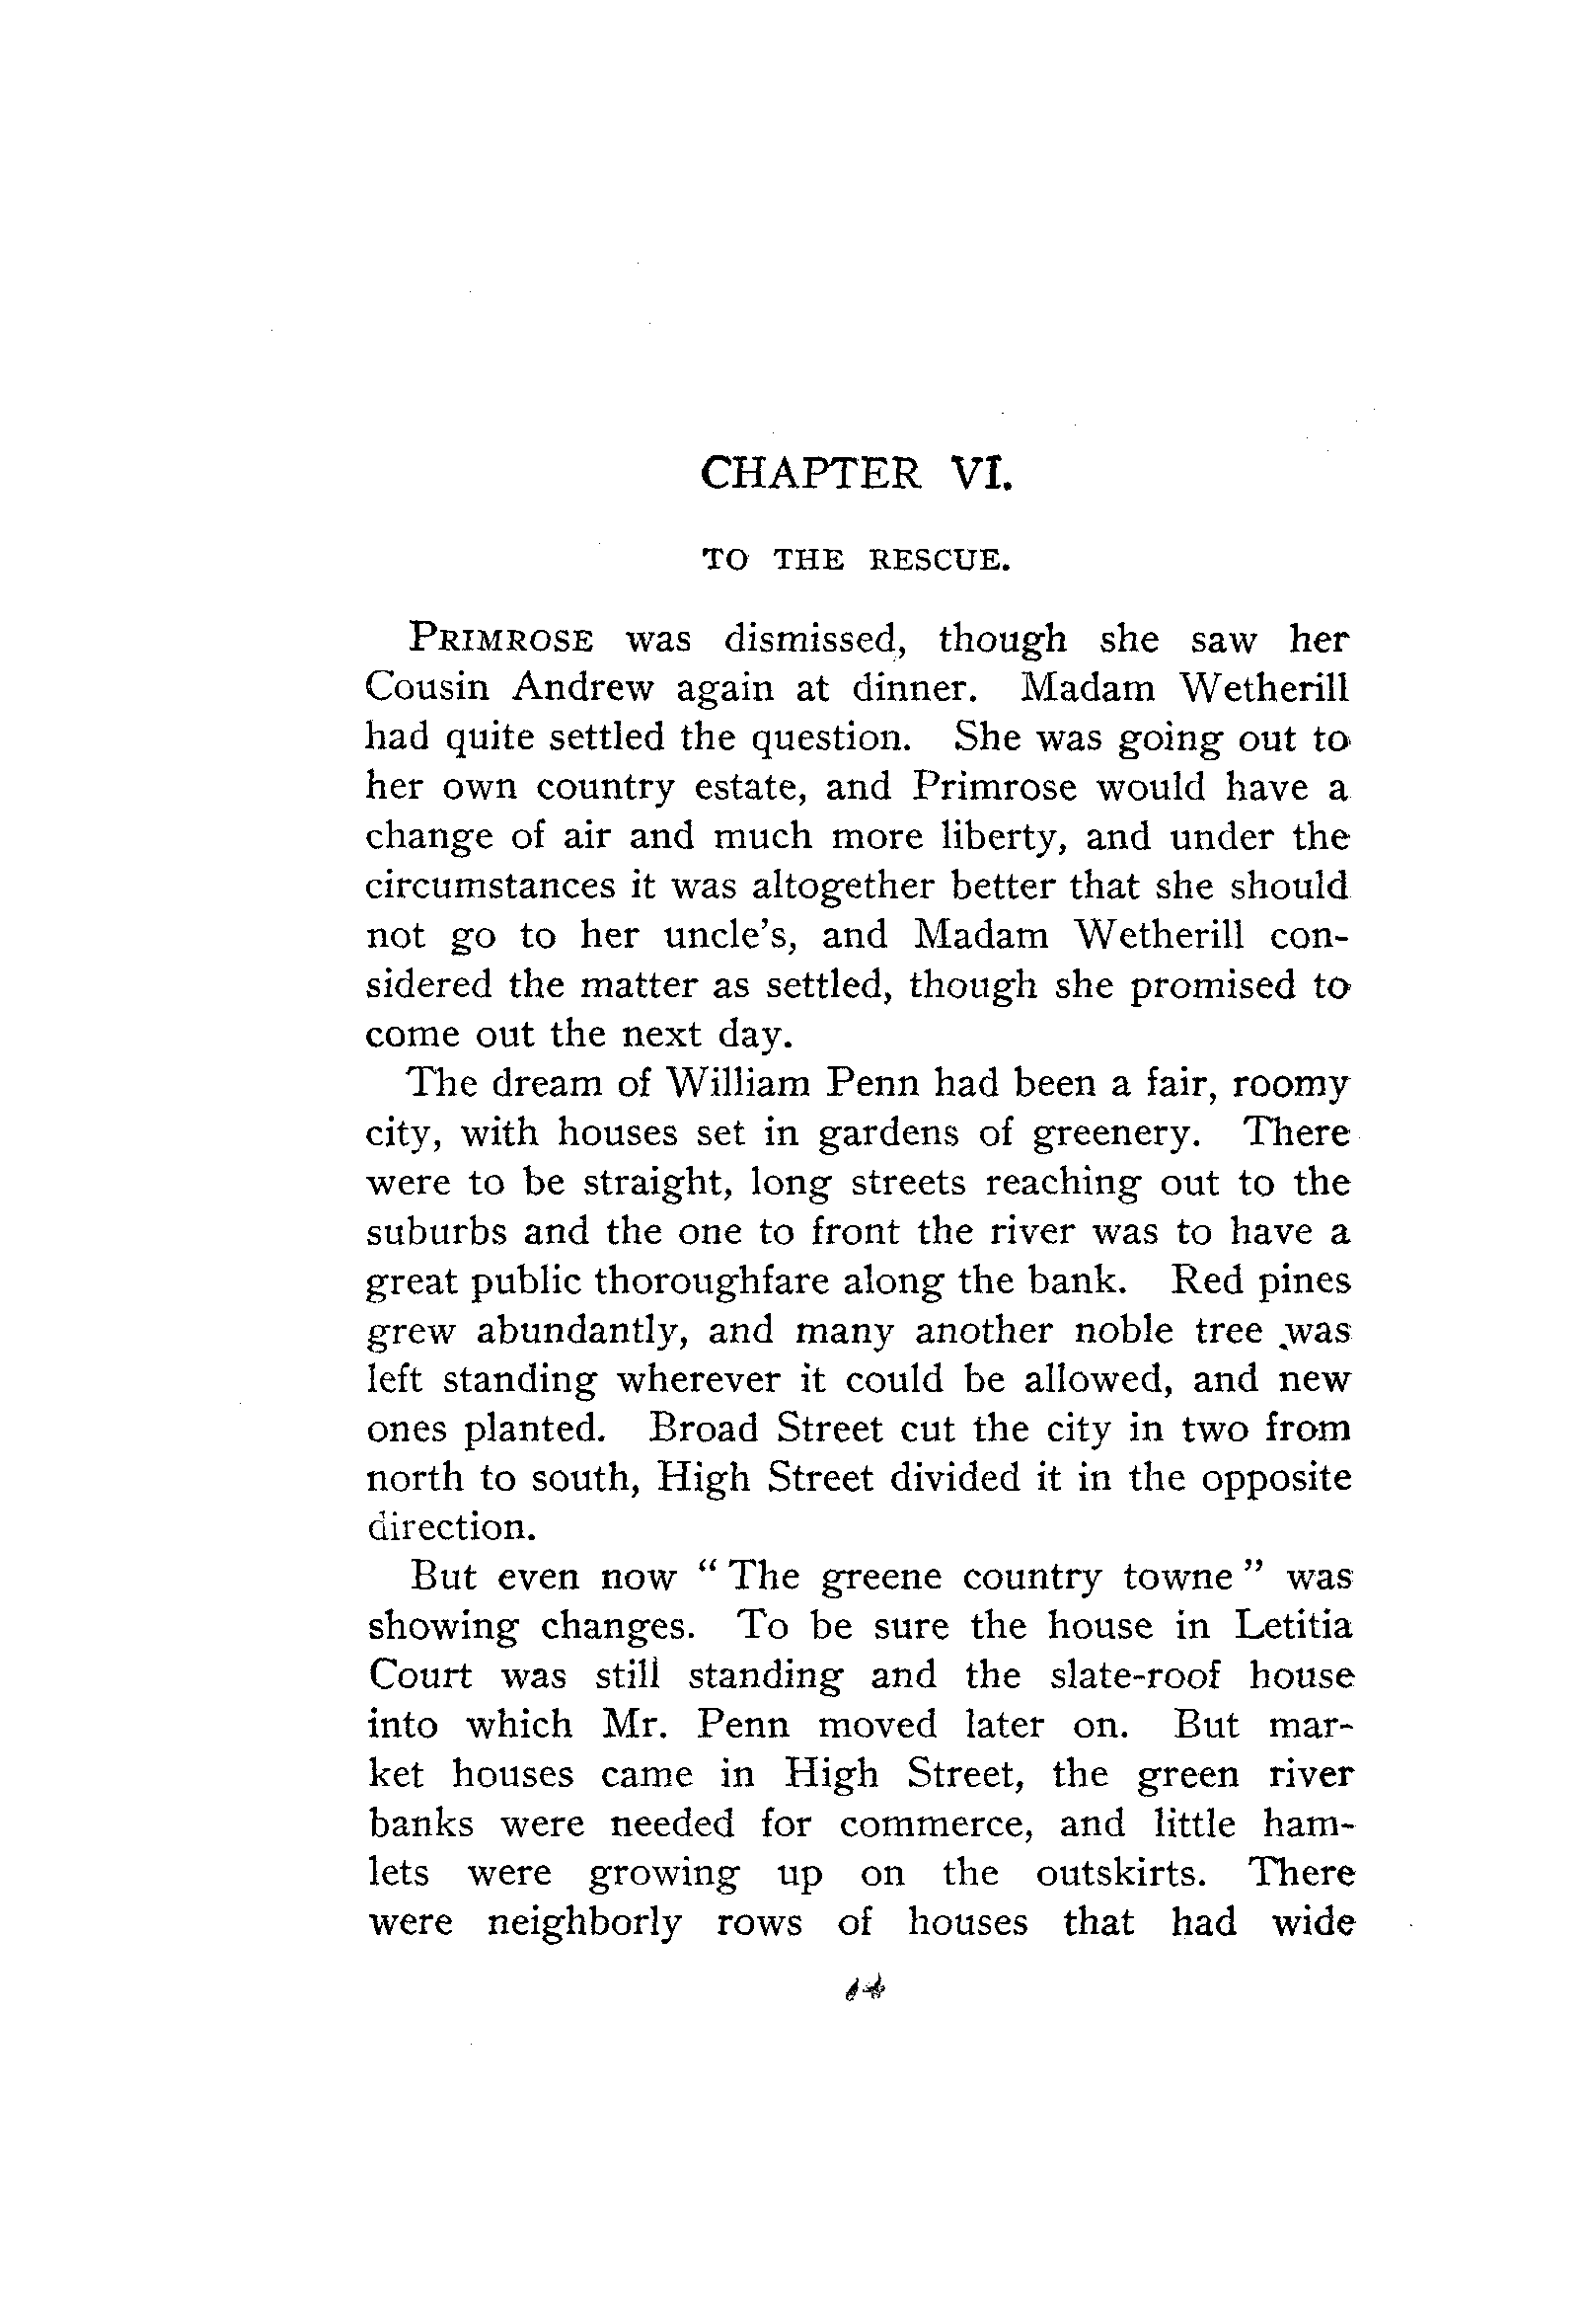 CHAPTER VI.
TO THE RESCUE.
PRIMROSE was dismissed, though she saw her
Cousin Andrew again at dinner. Madam Wetherill
had quite settled the question. She was going out to
her own country estate, and Primrose would have a
change of air and much more liberty, and under the
circumstances it was altogether better that she should
not go to her uncle's, and Madam Wetherill con-
sidered the matter as settled, though she promised to
come out the next day.
The dream of William Penn had been a fair, roomy
city, with houses set in gardens of greenery. There
were to be straight, long streets reaching out to the
suburbs and the one to front the river was to have a
great public thoroughfare along the bank. Red pines
grew abundantly, and many another noble tree was
left standing wherever it could be allowed, and new
ones planted. Broad Street cut the city in two from
north to south, High Street divided it in the opposite
direction.
But even now " The greene country towne " was
showing changes. To be sure the house in Letitia
Court was still standing and the slate-roof house
into which Mr. Penn moved later on. But mar-
ket houses came in High Street, the green river
banks were needed for commerce, and little ham-
lets were growing up on the outskirts. There
were neighborly rows of houses that had wide